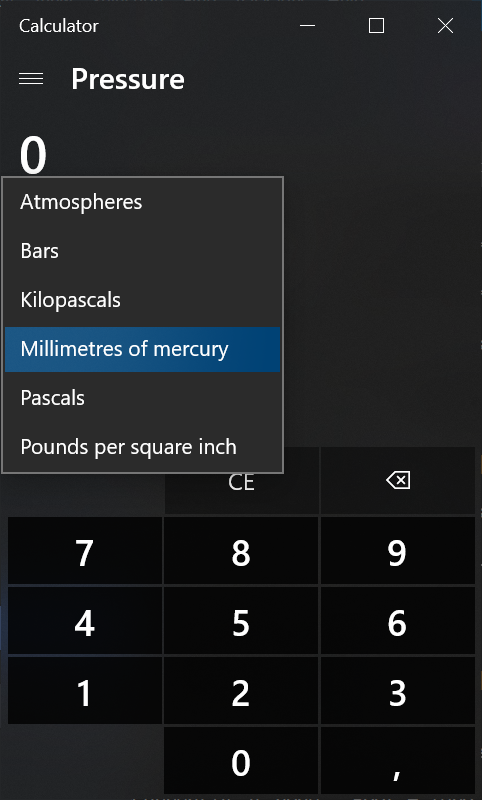 Calculator
Pressure
0
Atmospheres
Bars
Kilopascals
Millimetres of mercury
Pascals
Pounds per square inch
CE
7 8 9
4 5 6
1 2 3
0 ,